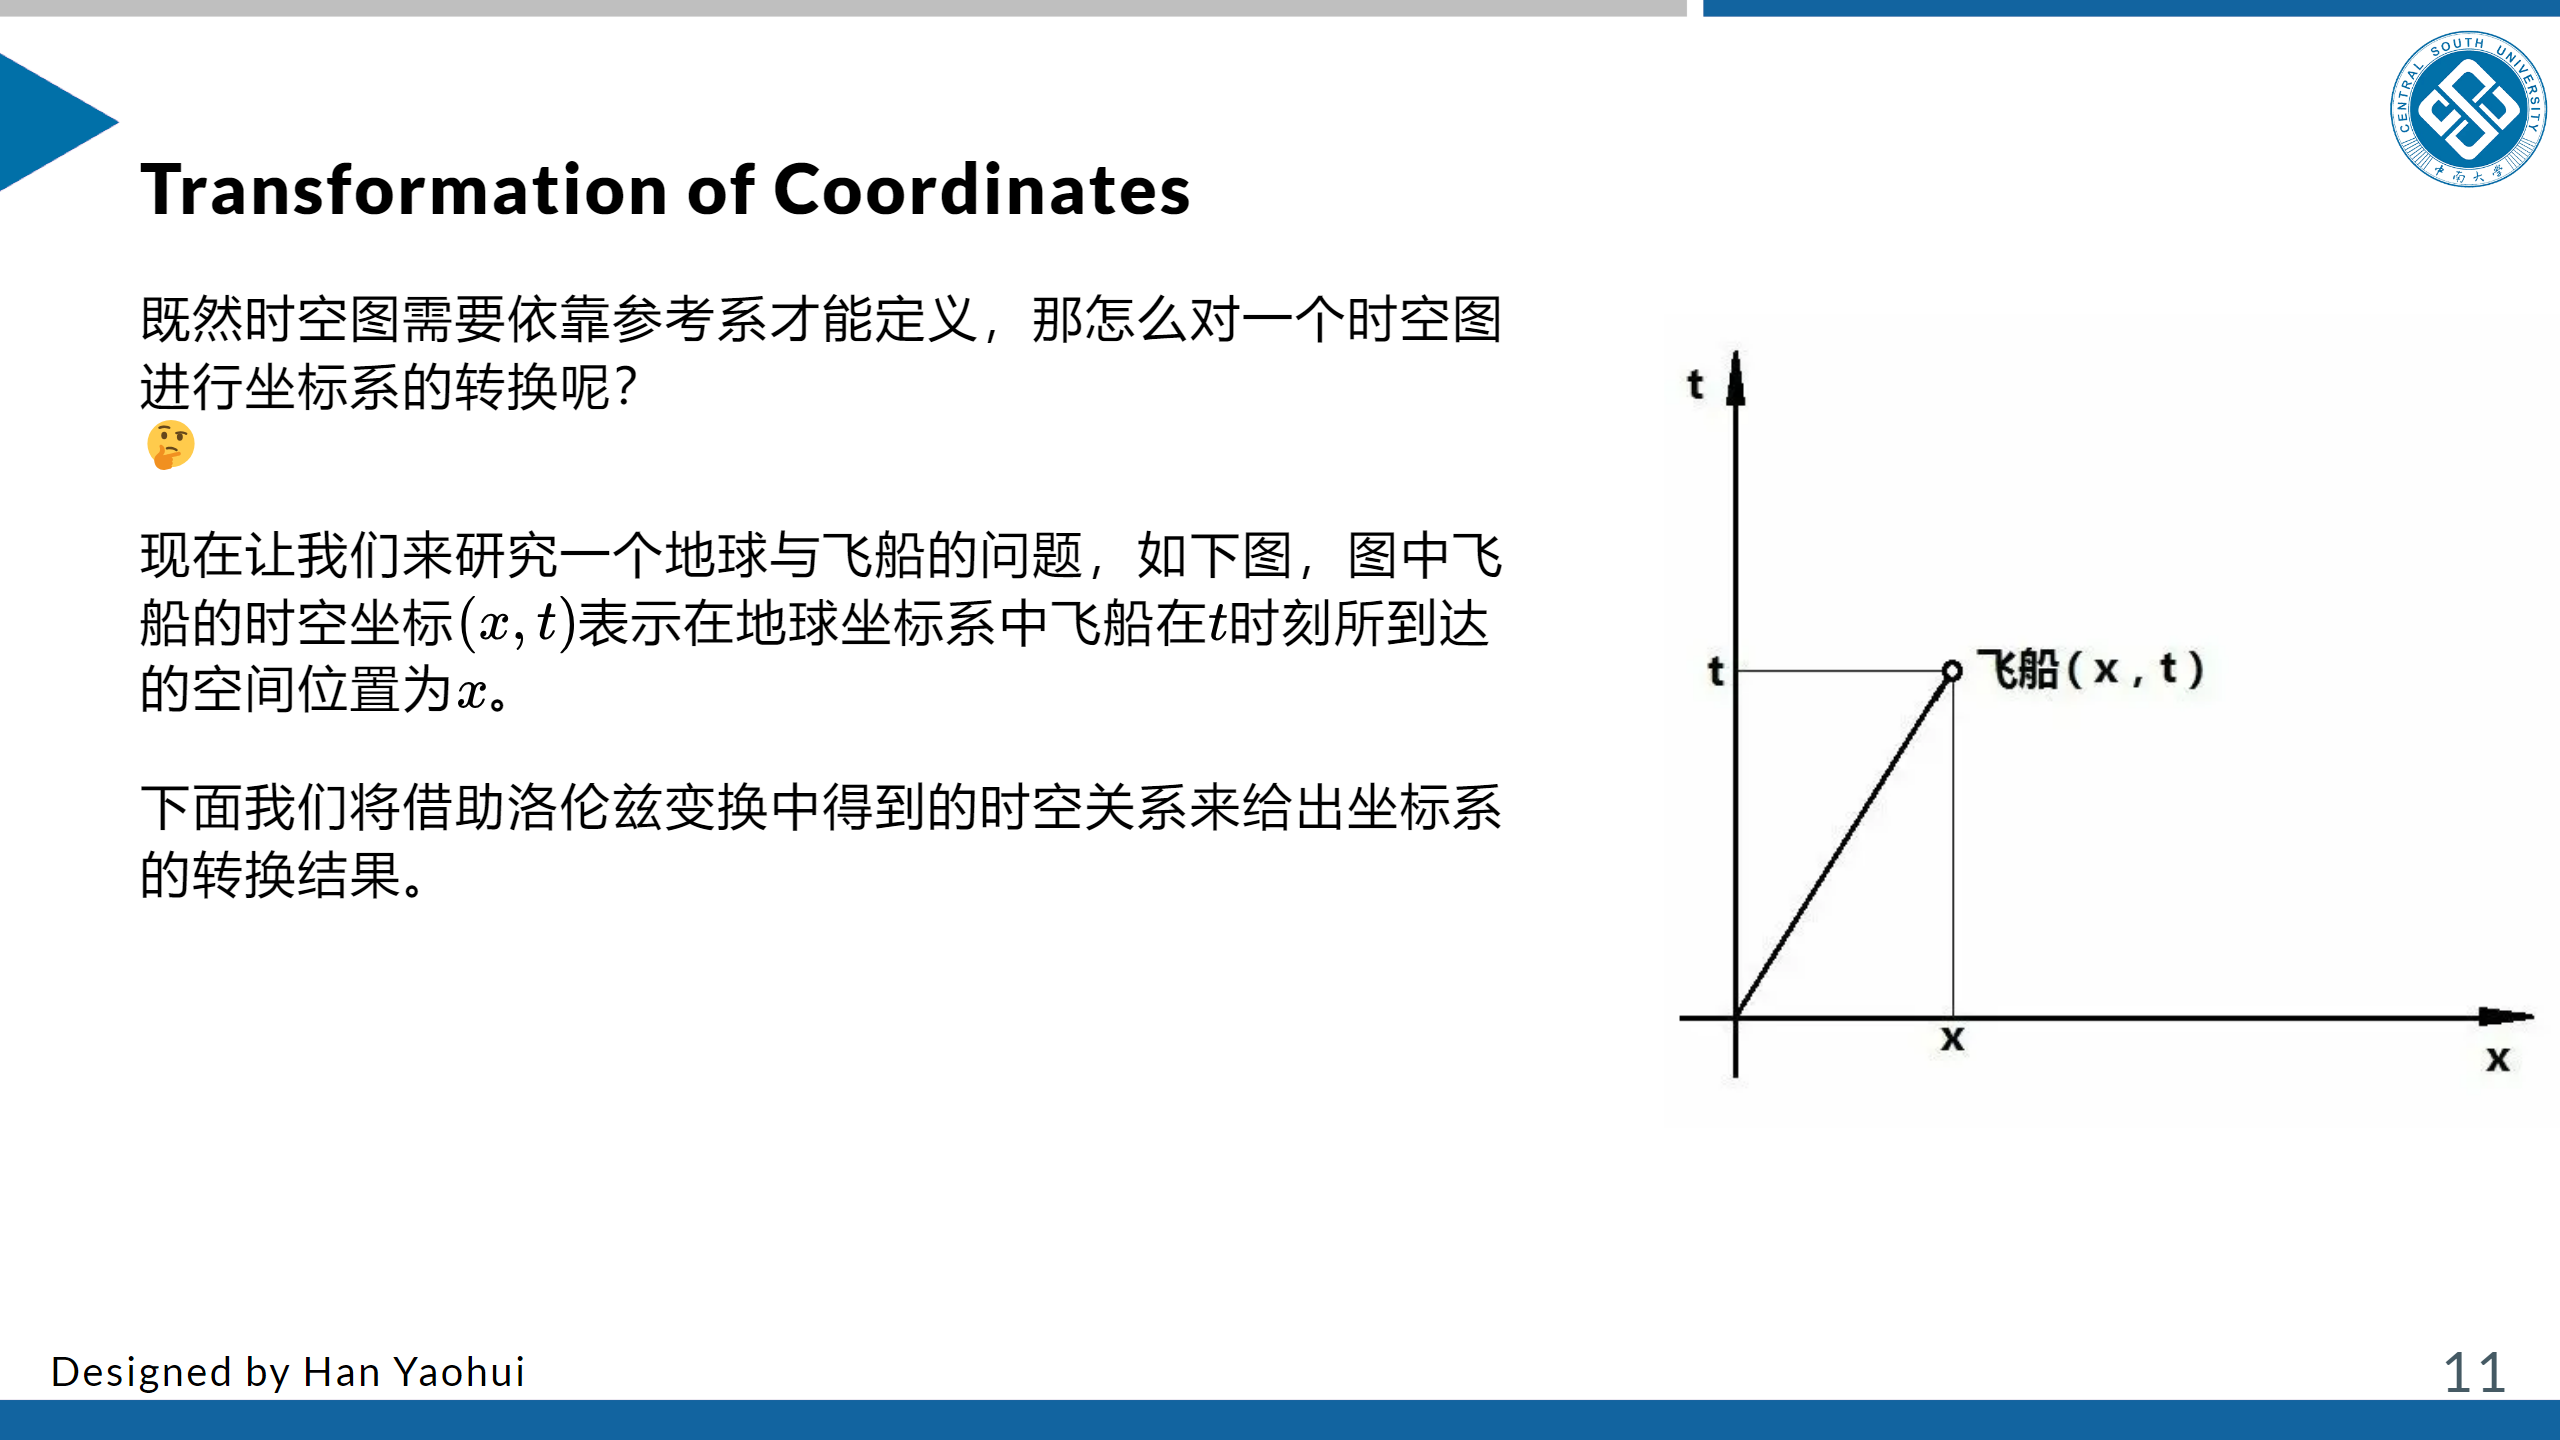 CENTRAL SOUTH UNIVERSITY
中南大学
Transformation of Coordinates
既然时空图需要依靠参考系才能定义，那怎么对一个时空图
进行坐标系的转换呢？
🤔
现在让我们来研究一个地球与飞船的问题，如下图，图中飞
船的时空坐标(x, t)表示在地球坐标系中飞船在t时刻所到达
的空间位置为x。
下面我们将借助洛伦兹变换中得到的时空关系来给出坐标系
的转换结果。
t
t
飞船( x , t )
x
x
Designed by Han Yaohui
11